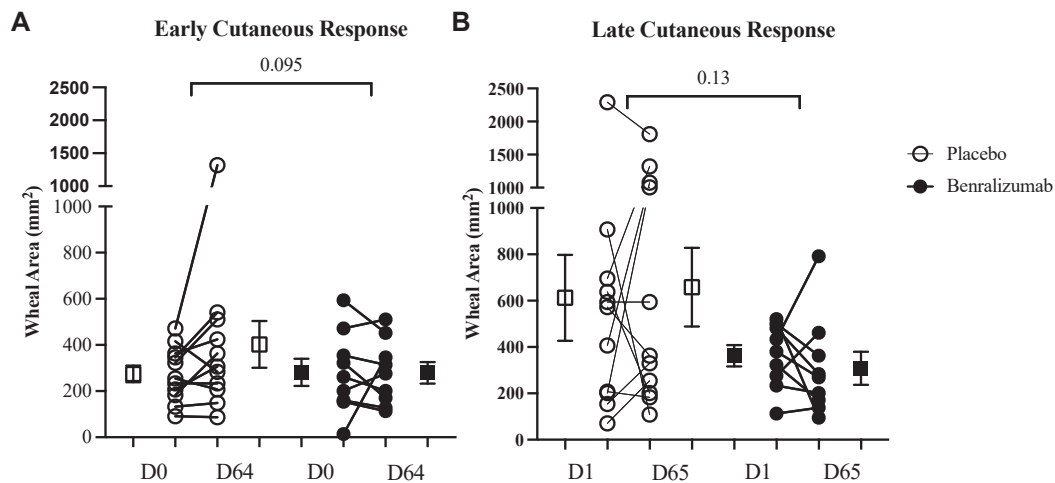 A
Early Cutaneous Response
0.095
2500
2000
1500
1000
1000
800
600
400
200
0
Wheal Area (mm²)
D0
D64
D0
D64
B
Late Cutaneous Response
0.13
2500
2000
1500
1000
1000
800
600
400
200
0
Wheal Area (mm²)
D1
D65
D1
D65
Placebo
Benralizumab